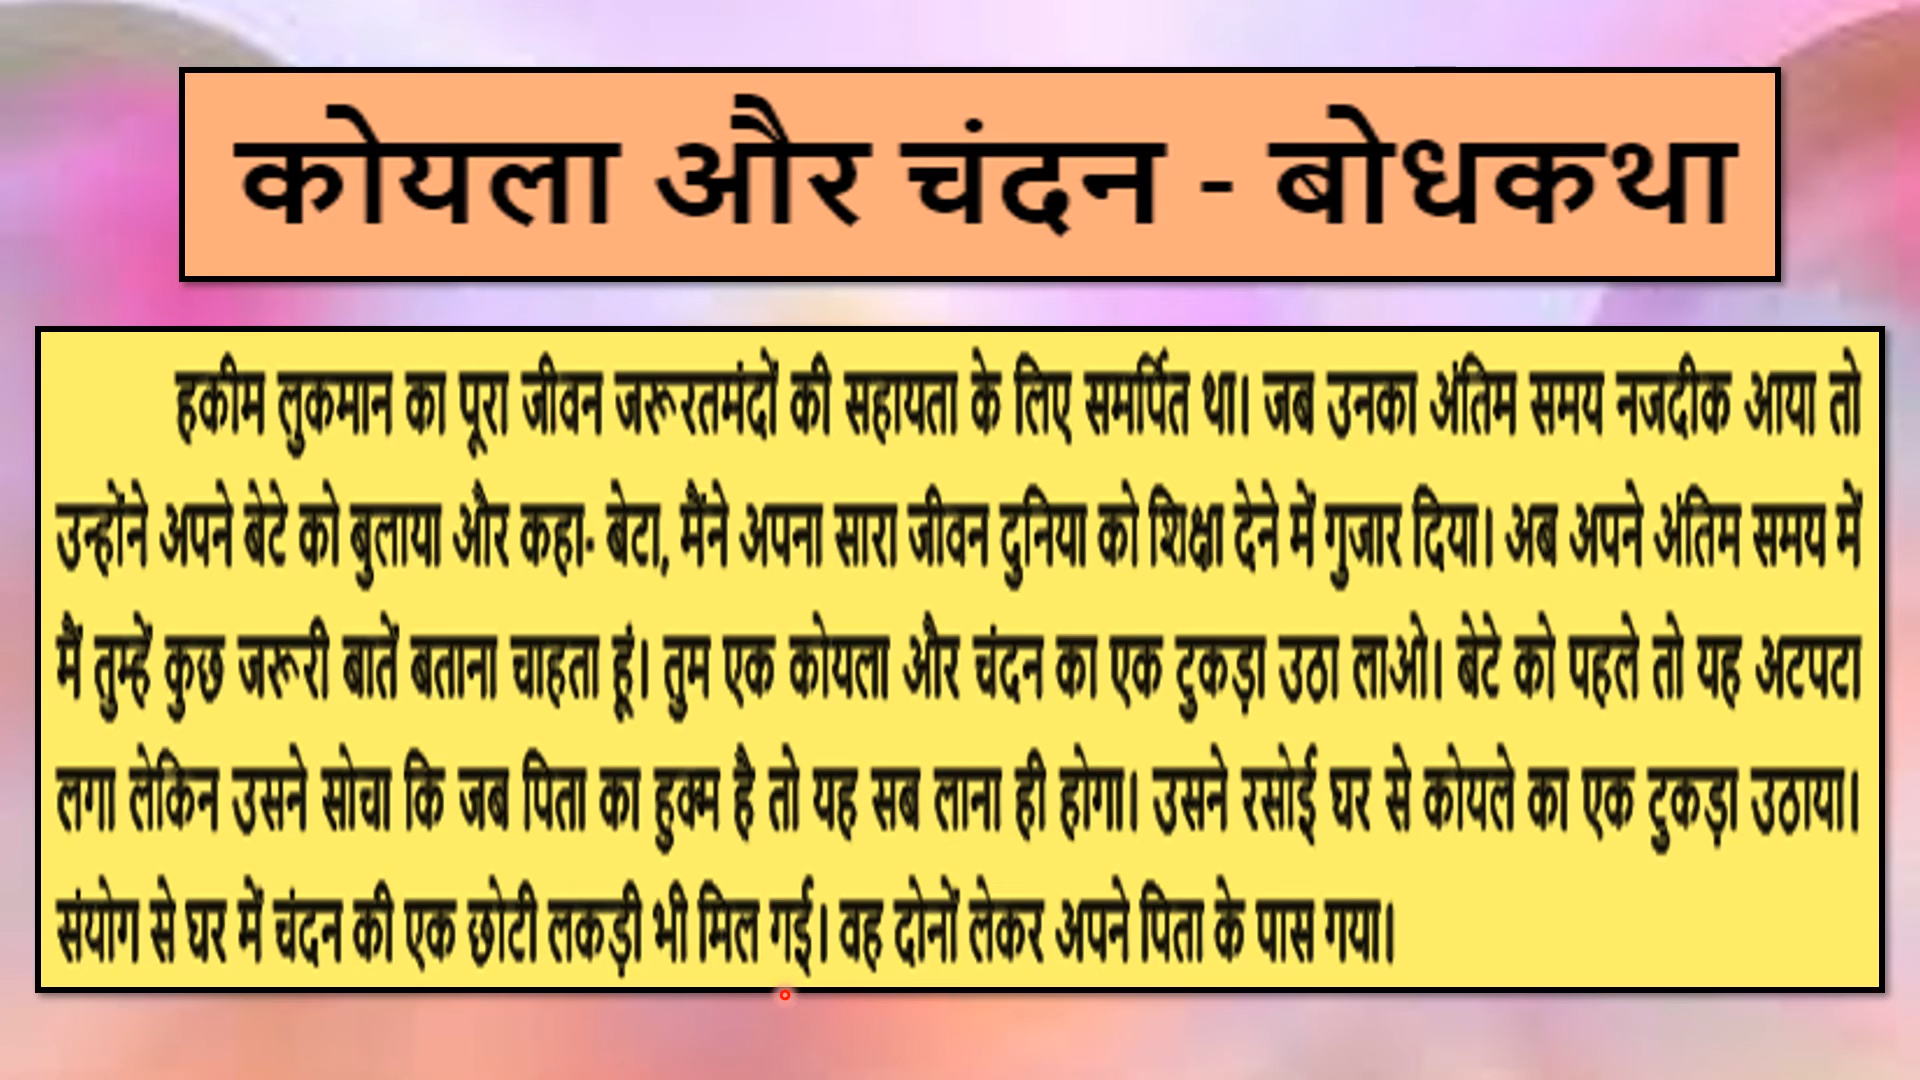 कोयला और चंदन - बोधकथा
हकीम लुकमान का पूरा जीवन जरूरतमंदों की सहायता के लिए समर्पित था। जब उनका अंतिम समय नजदीक आया तो
उन्होंने अपने बेटे को बुलाया और कहा- बेटा, मैंने अपना सारा जीवन दुनिया को शिक्षा देने में गुजार दिया। अब अपने अंतिम समय में
मैं तुम्हें कुछ जरूरी बातें बताना चाहता हूं। तुम एक कोयला और चंदन का एक टुकड़ा उठा लाओ। बेटे को पहले तो यह अटपटा
लगा लेकिन उसने सोचा कि जब पिता का हुक्म है तो यह सब लाना ही होगा। उसने रसोई घर से कोयले का एक टुकड़ा उठाया।
संयोग से घर में चंदन की एक छोटी लकड़ी भी मिल गई। वह दोनों लेकर अपने पिता के पास गया।